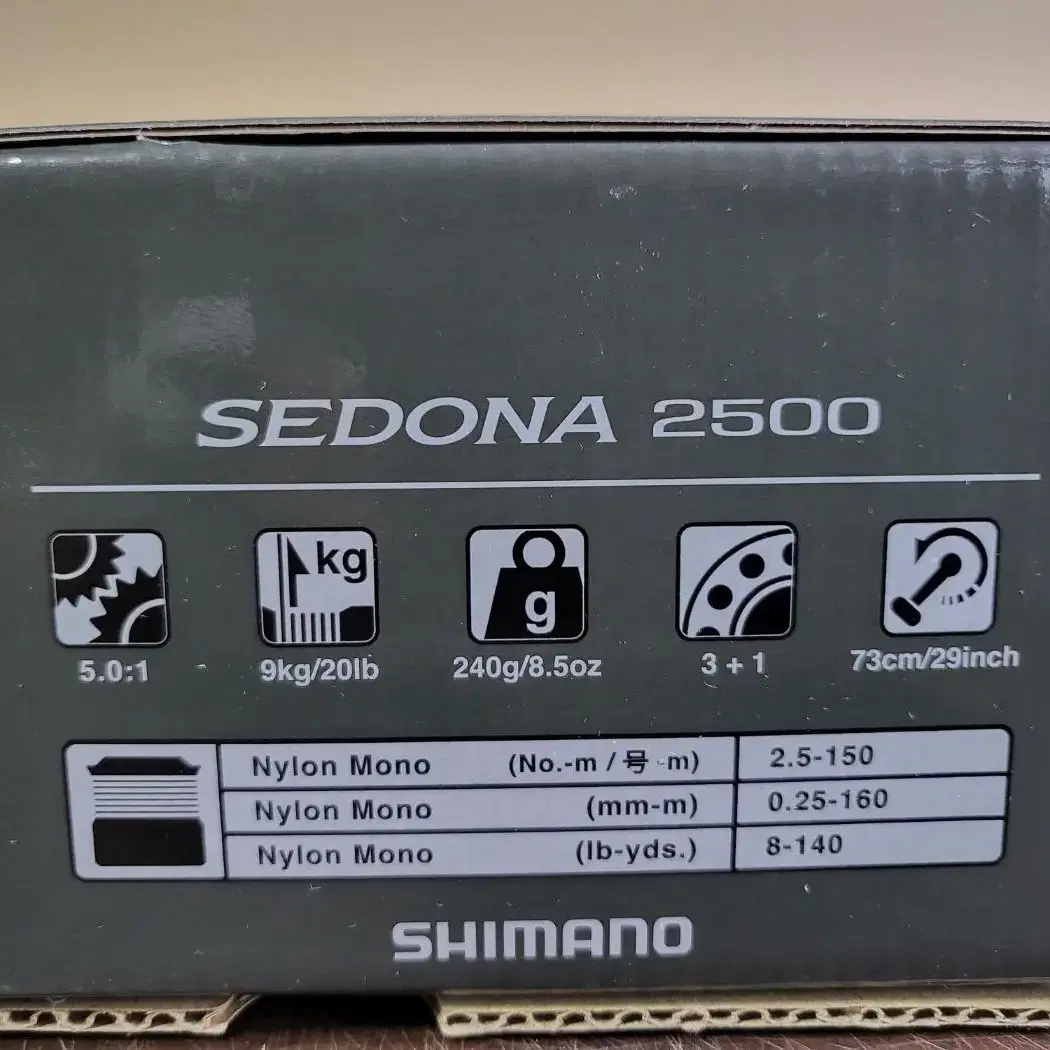 SEDONA 2500
kg
g
5.0:1 9kg/20lb 240g/8.5oz 3 + 1 73cm/29inch
Nylon Mono (No.-m / 号 -m) 2.5-150
Nylon Mono (mm-m) 0.25-160
Nylon Mono (lb-yds.) 8-140
SHIMANO